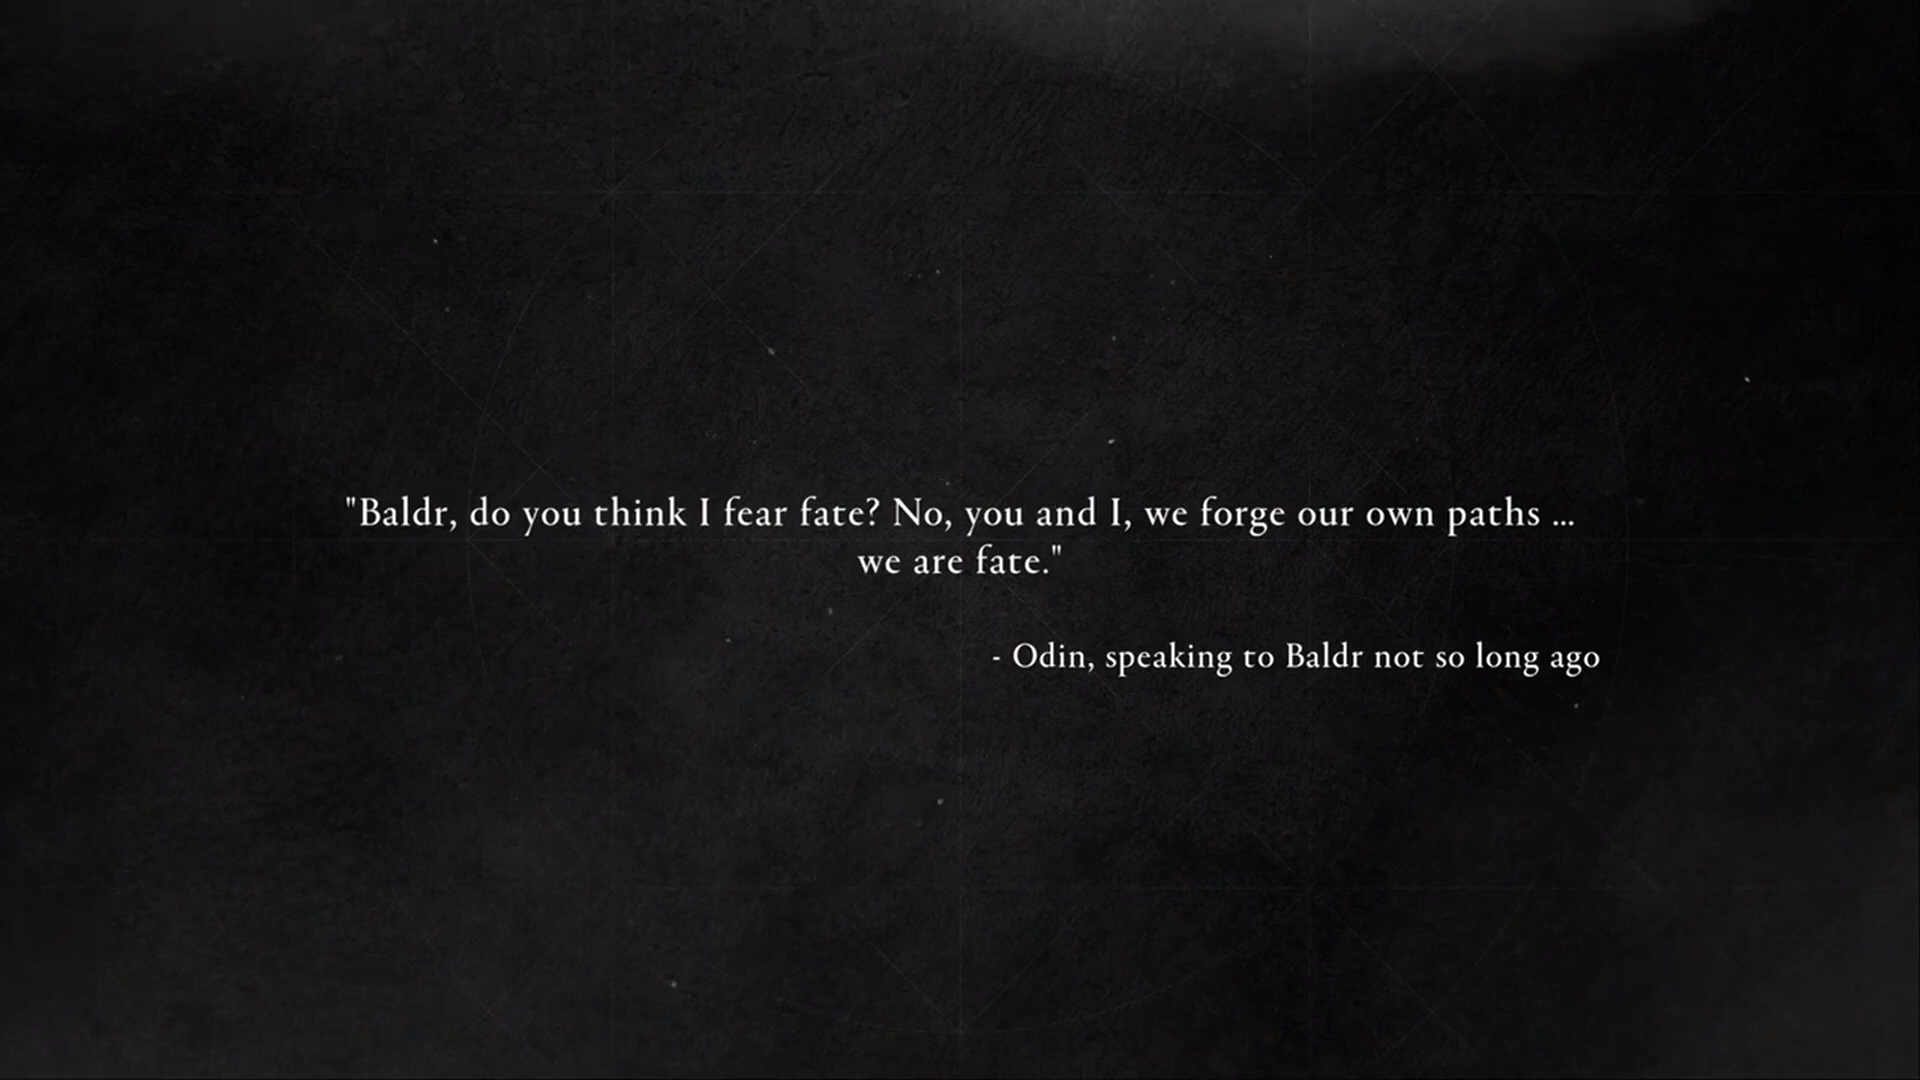 "Baldr, do you think I fear fate? No, you and I, we forge our own paths ...
we are fate."
- Odin, speaking to Baldr not so long ago